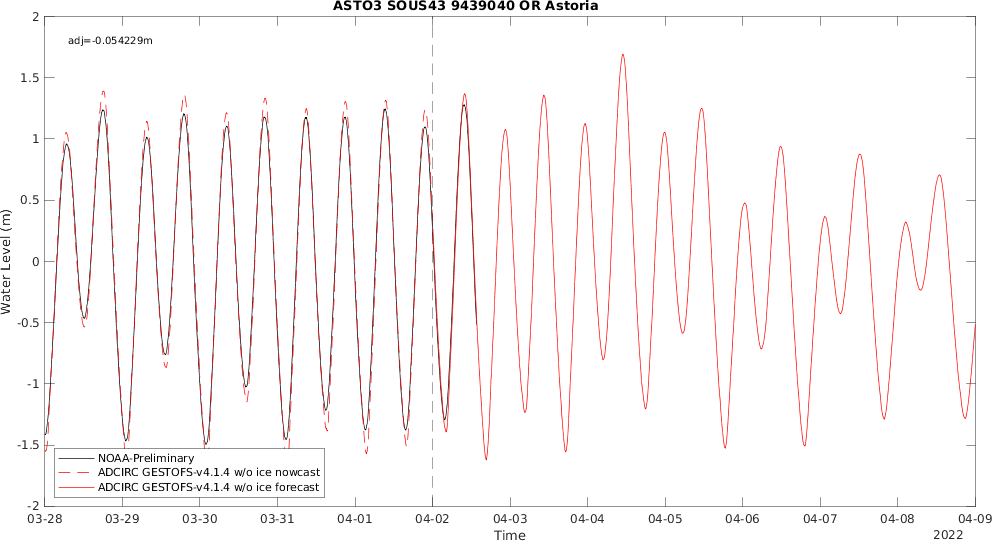 ASTO3 SOUS43 9439040 OR Astoria
adj=-0.054229m
2
1.5
1
0.5
0
-0.5
-1
-1.5
-2
Water Level (m)
NOAA-Preliminary
ADCIRC GESTOFS-v4.1.4 w/o ice nowcast
ADCIRC GESTOFS-v4.1.4 w/o ice forecast
03-28 03-29 03-30 03-31 04-01 04-02 04-03 04-04 04-05 04-06 04-07 04-08 04-09
Time
2022